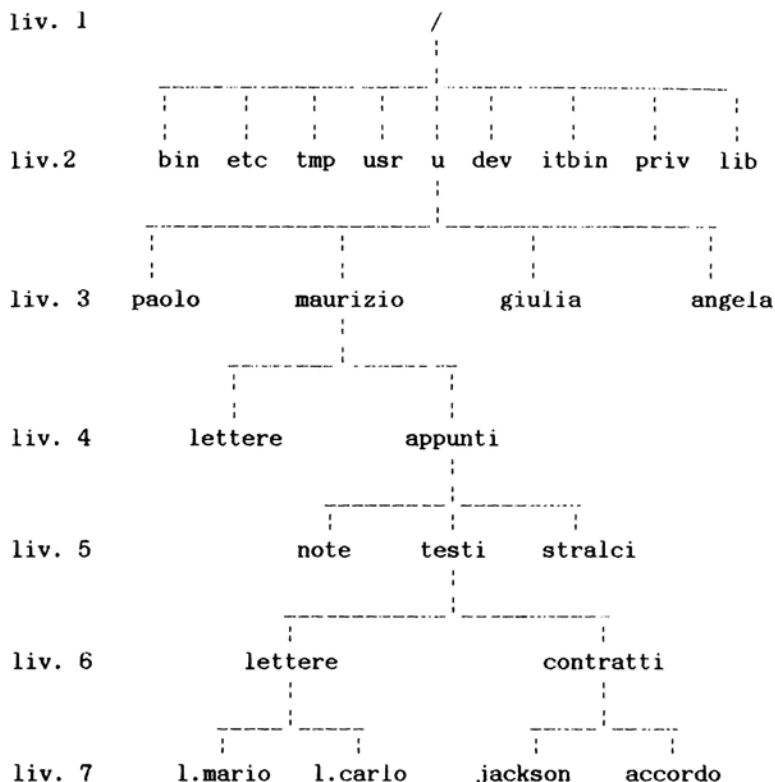 liv. 1 /
liv.2 bin etc tmp usr u dev itbin priv lib
liv. 3 paolo maurizio giulia angela
liv. 4 lettere appunti
liv. 5 note testi stralci
liv. 6 lettere contratti
liv. 7 l.mario l.carlo jackson accordo